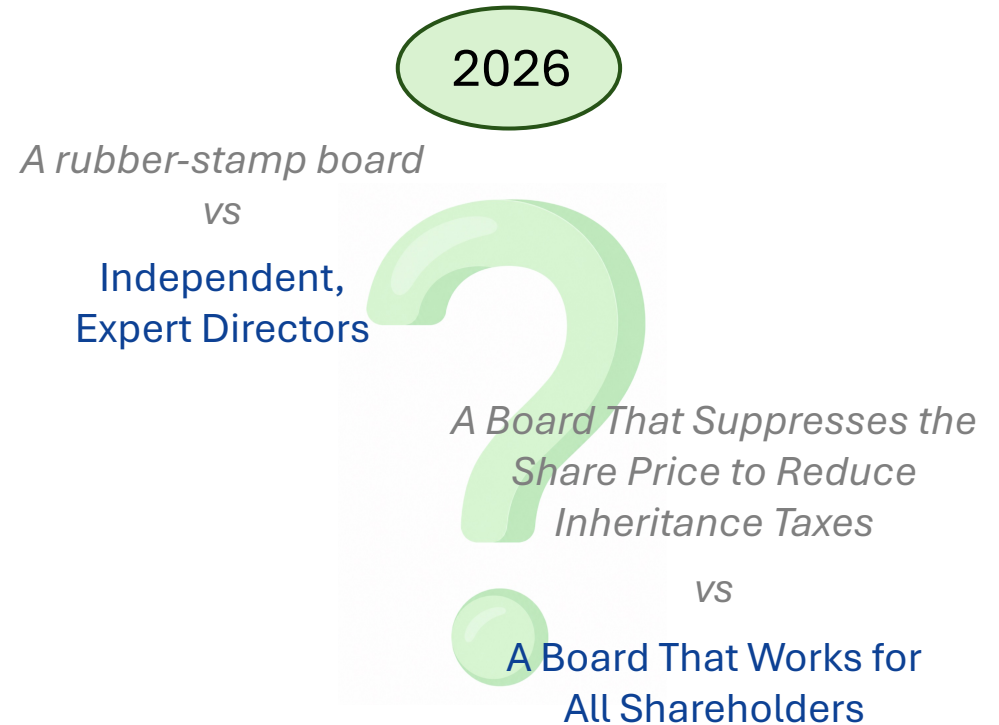 2026
A rubber-stamp board
vs
Independent,
Expert Directors
A Board That Suppresses the
Share Price to Reduce
Inheritance Taxes
vs
A Board That Works for
All Shareholders